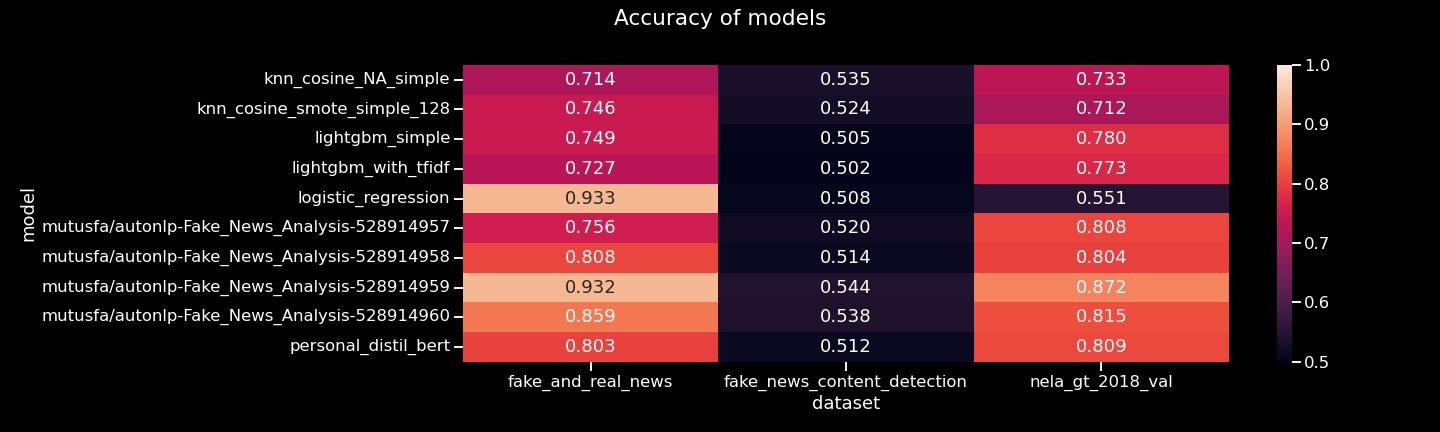 Accuracy of models
knn_cosine_NA_simple 0.714 0.535 0.733
knn_cosine_smote_simple_128 0.746 0.524 0.712
lightgbm_simple 0.749 0.505 0.780
lightgbm_with_tfidf 0.727 0.502 0.773
logistic_regression 0.933 0.508 0.551
mutusfa/autonlp-Fake_News_Analysis-528914957 0.756 0.520 0.808
mutusfa/autonlp-Fake_News_Analysis-528914958 0.808 0.514 0.804
mutusfa/autonlp-Fake_News_Analysis-528914959 0.932 0.544 0.872
mutusfa/autonlp-Fake_News_Analysis-528914960 0.859 0.538 0.815
personal_distil_bert 0.803 0.512 0.809
model
fake_and_real_news fake_news_content_detection nela_gt_2018_val
dataset
1.0
0.9
0.8
0.7
0.6
0.5